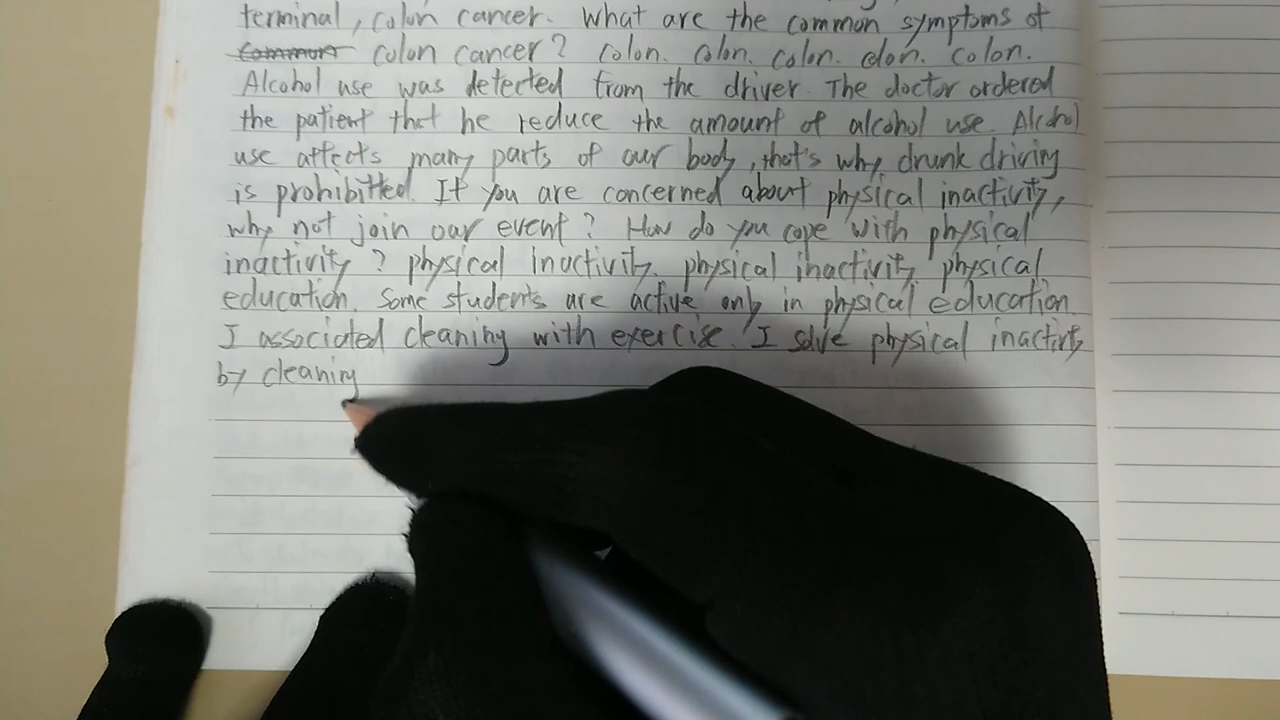 terminal, colon cancer. What are the common symptoms of
common colon cancer? colon. colon. colon. colon. colon.
Alcohol use was detected from the driver. The doctor ordered
the patient that he reduce the amount of alcohol use. Alcohol
use affects many parts of our body, that's why drunk driving
is prohibitted. If you are concerned about physical inactivity,
why not join our event? How do you cope with physical
inactivity? physical inactivity. physical inactivity physical
education. Some students are active only in physical education.
I associated cleaning with exercise. I solve physical inactivity
by cleaning